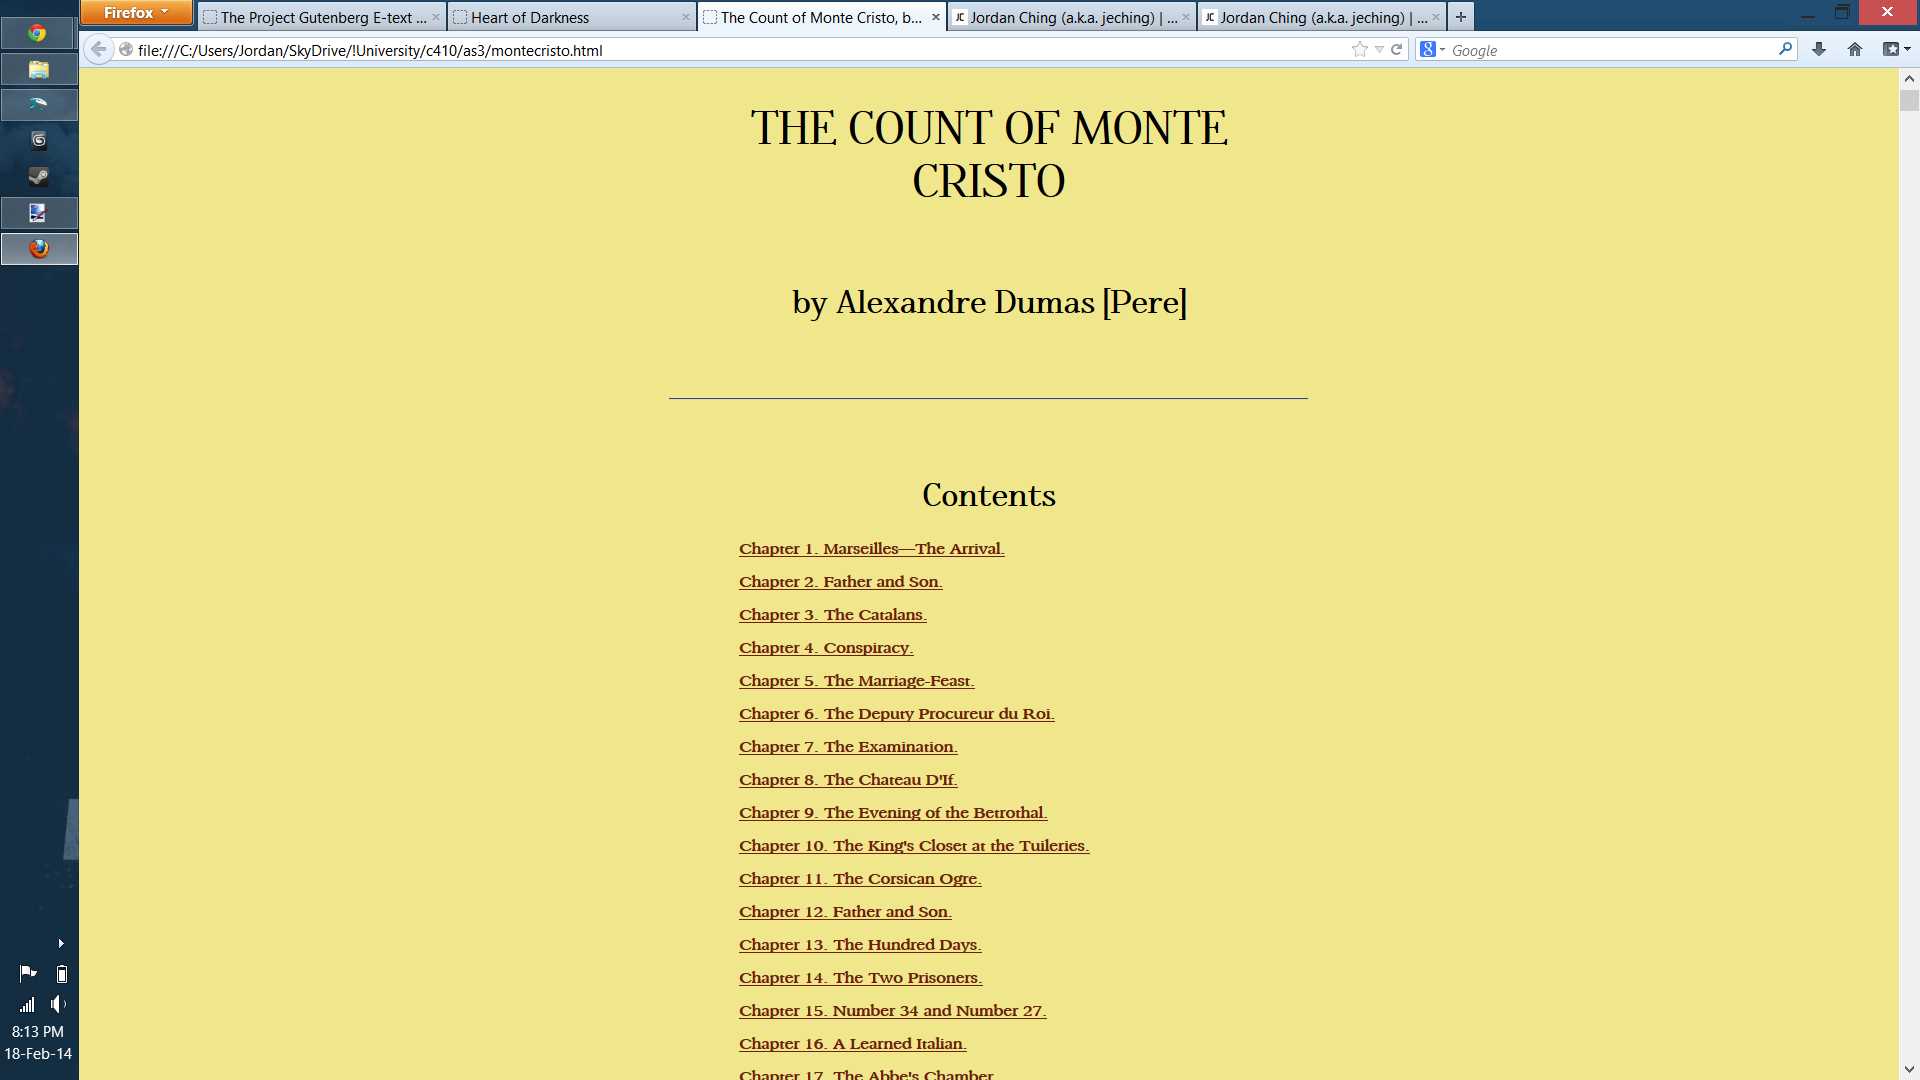 Firefox
The Project Gutenberg E-text ...
Heart of Darkness
The Count of Monte Cristo, b...
JC Jordan Ching (a.k.a. jeching) | ...
JC Jordan Ching (a.k.a. jeching) | ...
file:///C:/Users/Jordan/SkyDrive/!University/c410/as3/montecristo.html
8 Google
THE COUNT OF MONTE
CRISTO
by Alexandre Dumas [Pere]
Contents
Chapter 1. Marseilles—The Arrival.
Chapter 2. Father and Son.
Chapter 3. The Catalans.
Chapter 4. Conspiracy.
Chapter 5. The Marriage-Feast.
Chapter 6. The Deputy Procureur du Roi.
Chapter 7. The Examination.
Chapter 8. The Chateau D'If.
Chapter 9. The Evening of the Betrothal.
Chapter 10. The King's Closet at the Tuileries.
Chapter 11. The Corsican Ogre.
Chapter 12. Father and Son.
Chapter 13. The Hundred Days.
Chapter 14. The Two Prisoners.
Chapter 15. Number 34 and Number 27.
Chapter 16. A Learned Italian.
Chapter 17. The Abbe's Chamber.
8:13 PM
18-Feb-14